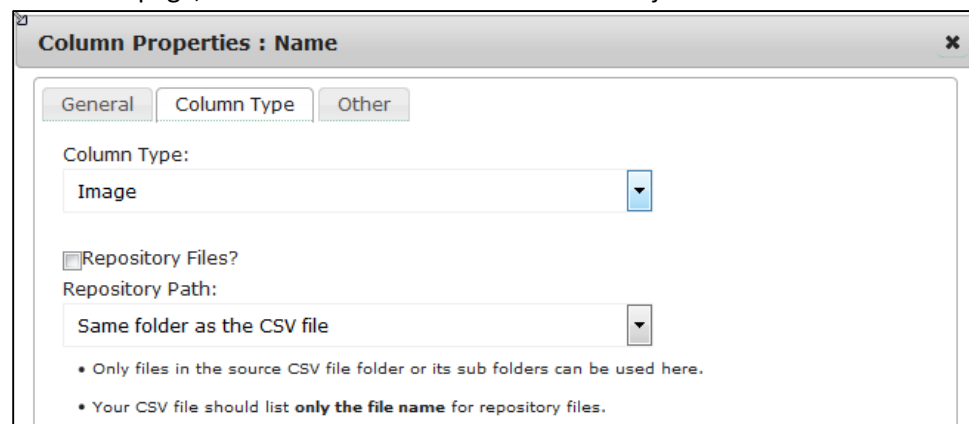 Column Properties : Name
General Column Type Other
Column Type:
Image
Repository Files?
Repository Path:
Same folder as the CSV file
• Only files in the source CSV file folder or its sub folders can be used here.
• Your CSV file should list only the file name for repository files.